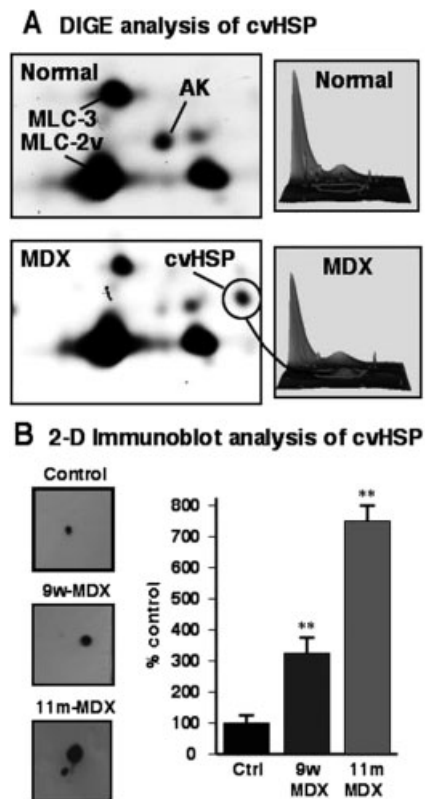 A DIGE analysis of cvHSP
Normal
AK
MLC-3
MLC-2v
Normal
MDX
cvHSP
MDX
B 2-D Immunoblot analysis of cvHSP
Control
9w-MDX
11m-MDX
800
700
600
500
400
300
200
100
0
% control
**
**
Ctrl
9w
MDX
11m
MDX